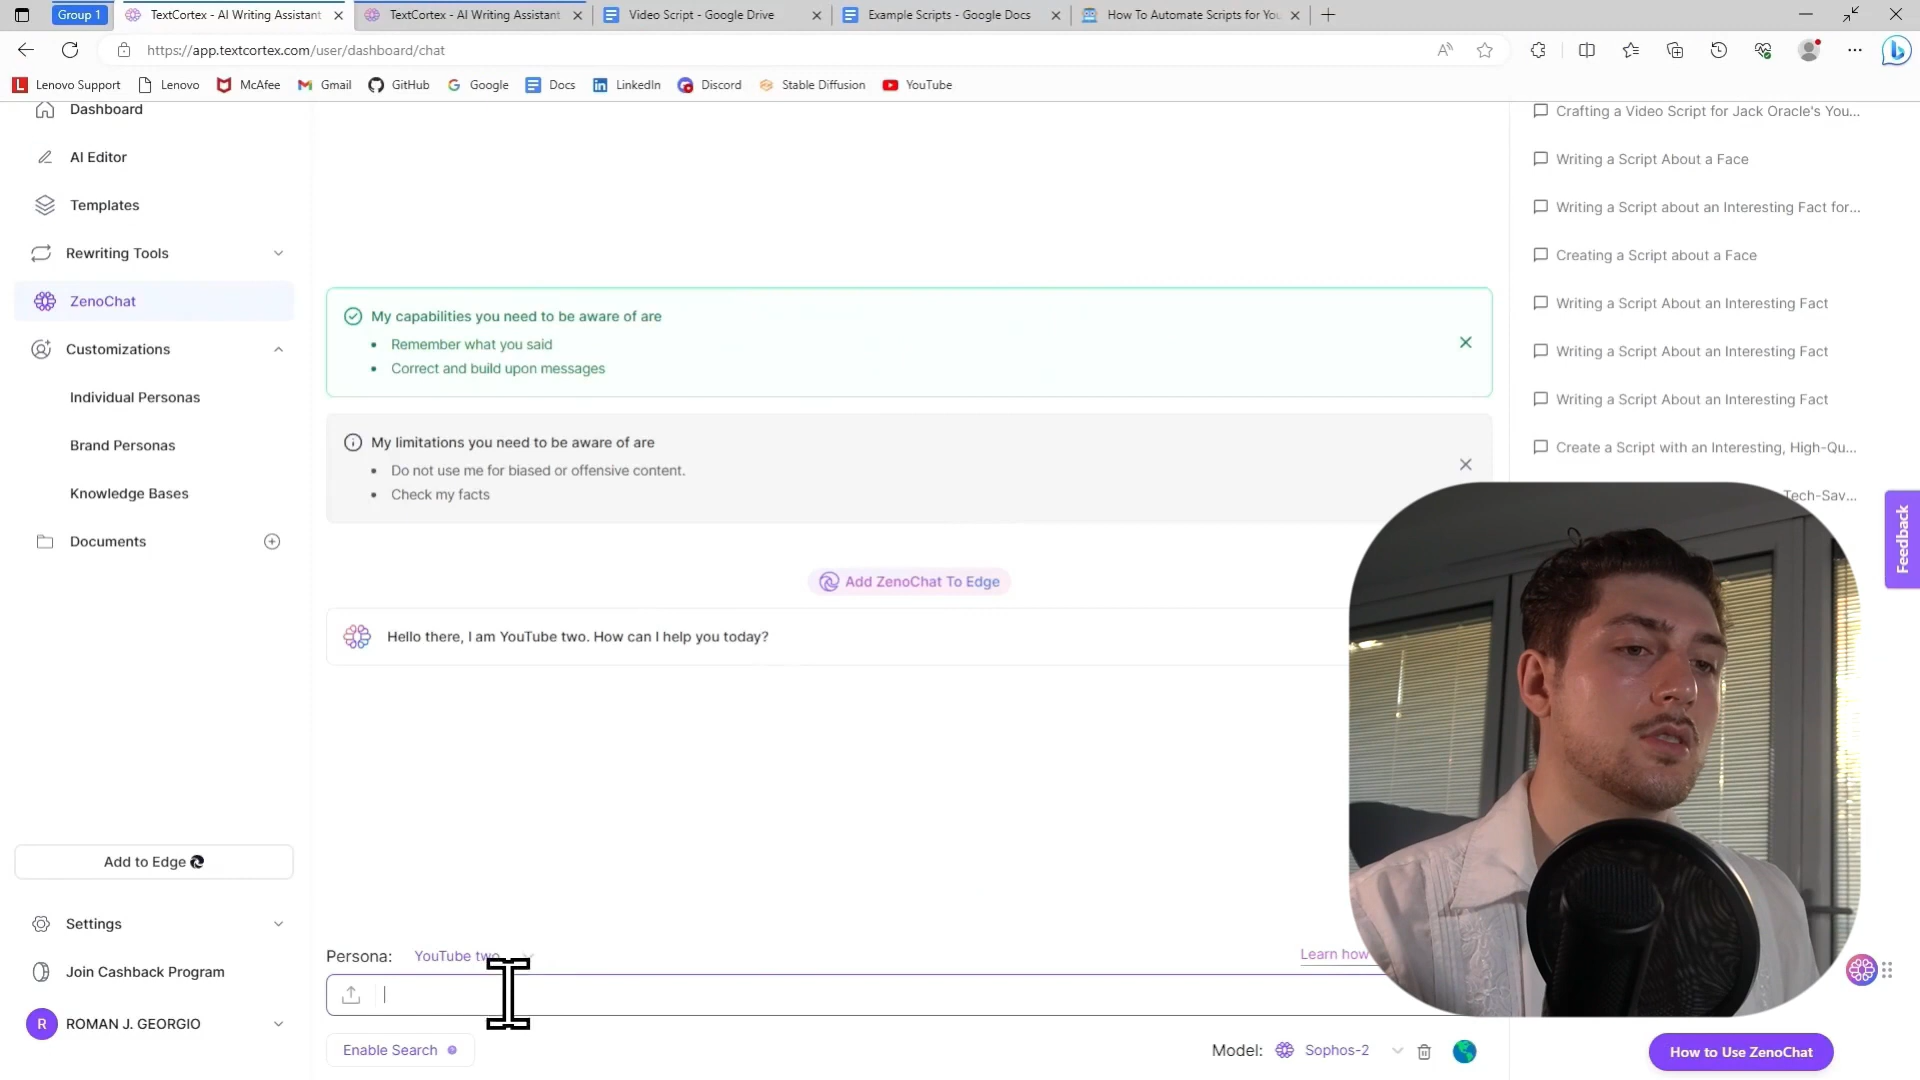 Group 1
TextCortex - AI Writing Assistant
TextCortex - AI Writing Assistant
Video Script - Google Drive
Example Scripts - Google Docs
How To Automate Scripts for You
https://app.textcortex.com/user/dashboard/chat
Lenovo Support
Lenovo
McAfee
Gmail
GitHub
Google
Docs
LinkedIn
Discord
Stable Diffusion
YouTube
Dashboard
AI Editor
Templates
Rewriting Tools
ZenoChat
Customizations
Individual Personas
Brand Personas
Knowledge Bases
Documents
Add to Edge
Settings
Join Cashback Program
R ROMAN J. GEORGIO
My capabilities you need to be aware of are
• Remember what you said
• Correct and build upon messages
My limitations you need to be aware of are
• Do not use me for biased or offensive content.
• Check my facts
Add ZenoChat To Edge
Hello there, I am YouTube two. How can I help you today?
Persona: YouTube two
Learn how
Enable Search
Model: Sophos-2
Crafting a Video Script for Jack Oracle's You...
Writing a Script About a Face
Writing a Script about an Interesting Fact for...
Creating a Script about a Face
Writing a Script About an Interesting Fact
Writing a Script About an Interesting Fact
Writing a Script About an Interesting Fact
Create a Script with an Interesting, High-Qu...
Tech-Sav...
Feedback
How to Use ZenoChat